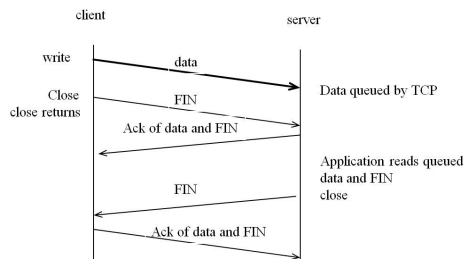 client
server
write
data
Data queued by TCP
Close
close returns
FIN
Ack of data and FIN
Application reads queued
data and FIN
close
FIN
Ack of data and FIN